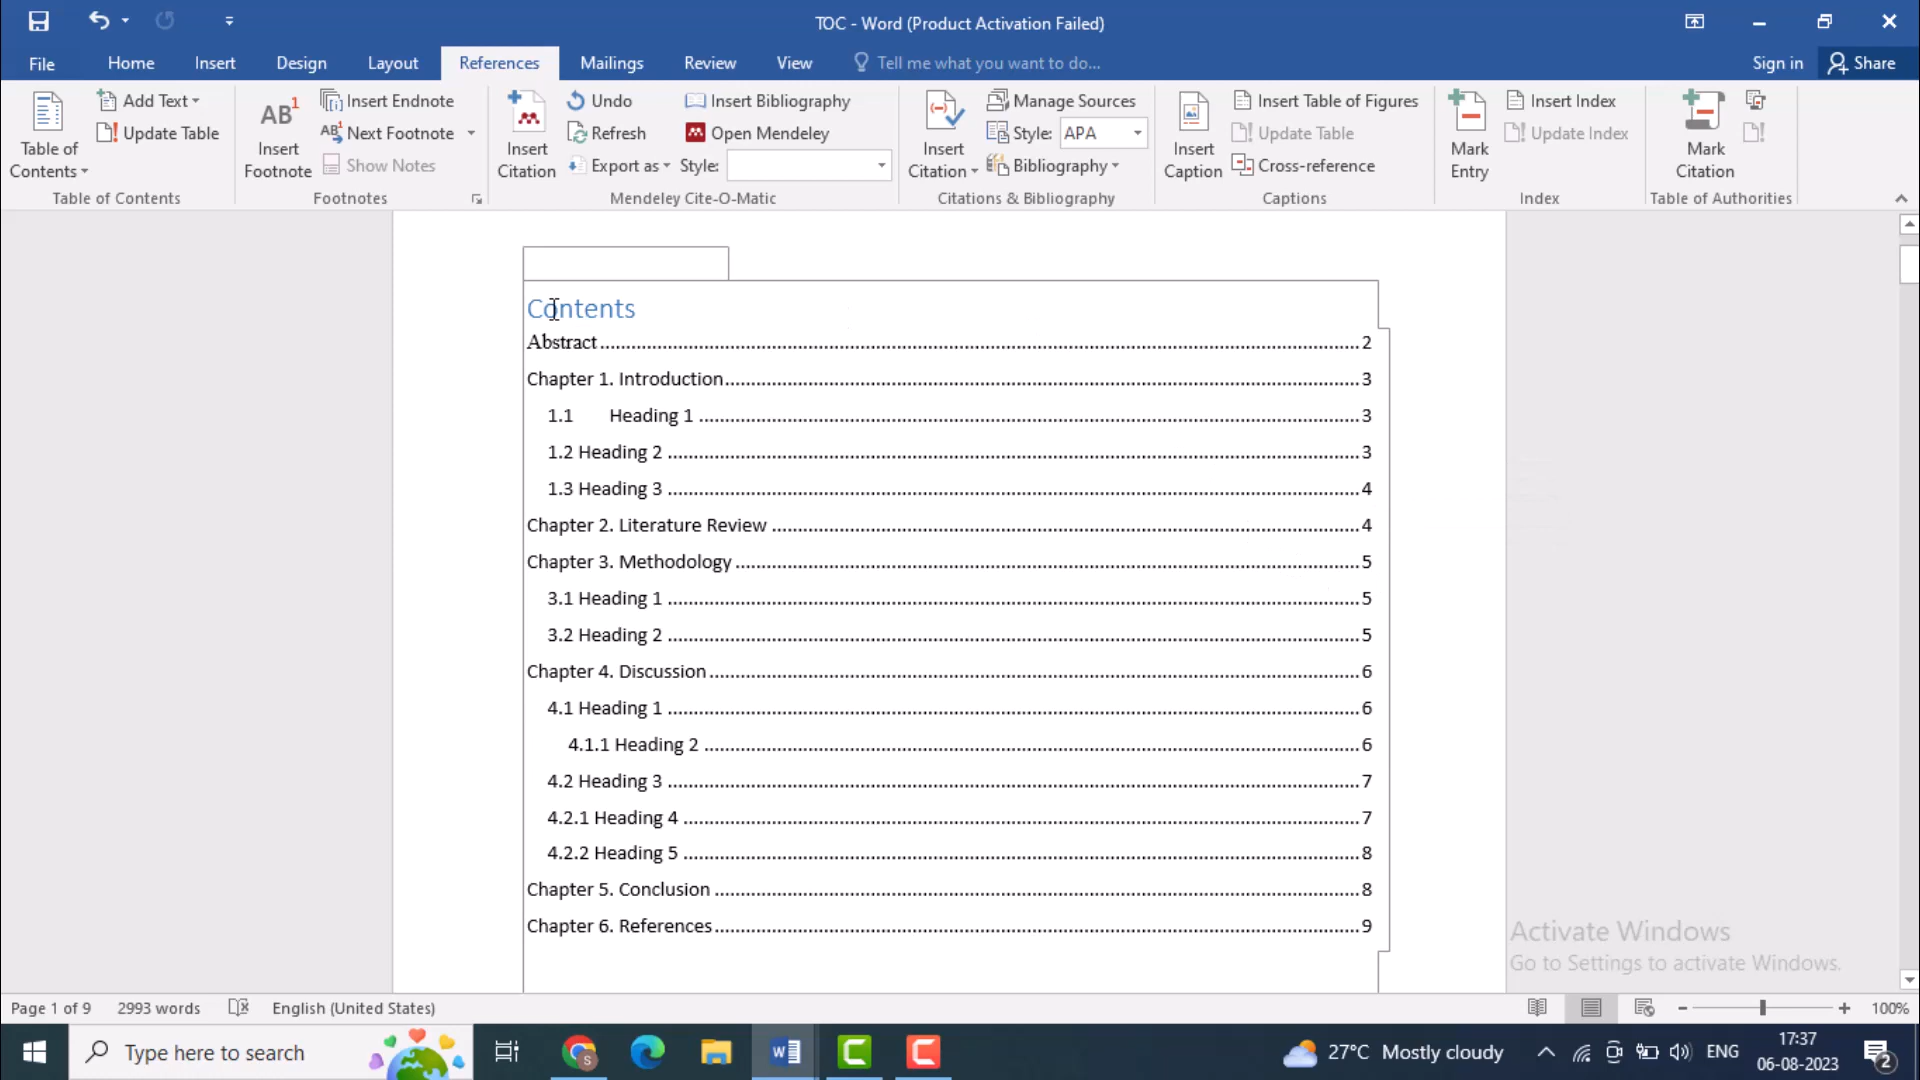 TOC - Word (Product Activation Failed)
File Home Insert Design Layout References Mailings Review View Tell me what you want to do... Sign in Share
Table of Contents
Add Text
Update Table
Table of Contents
AB1
Insert Footnote
Insert Endnote
AB1 Next Footnote
Show Notes
Footnotes
Insert Citation
Undo
Refresh
Export as
Insert Bibliography
Open Mendeley
Style:
Mendeley Cite-O-Matic
Insert Citation
Manage Sources
Style: APA
Bibliography
Citations & Bibliography
Insert Caption
Insert Table of Figures
Update Table
Cross-reference
Captions
Mark Entry
Insert Index
Update Index
Index
Mark Citation
Table of Authorities
Contents
Abstract 2
Chapter 1. Introduction 3
1.1 Heading 1 3
1.2 Heading 2 3
1.3 Heading 3 4
Chapter 2. Literature Review 4
Chapter 3. Methodology 5
3.1 Heading 1 5
3.2 Heading 2 5
Chapter 4. Discussion 6
4.1 Heading 1 6
4.1.1 Heading 2 6
4.2 Heading 3 7
4.2.1 Heading 4 7
4.2.2 Heading 5 8
Chapter 5. Conclusion 8
Chapter 6. References 9
Activate Windows
Go to Settings to activate Windows.
Page 1 of 9 2993 words English (United States) 100%
Type here to search 27°C Mostly cloudy ENG 17:37
06-08-2023 2